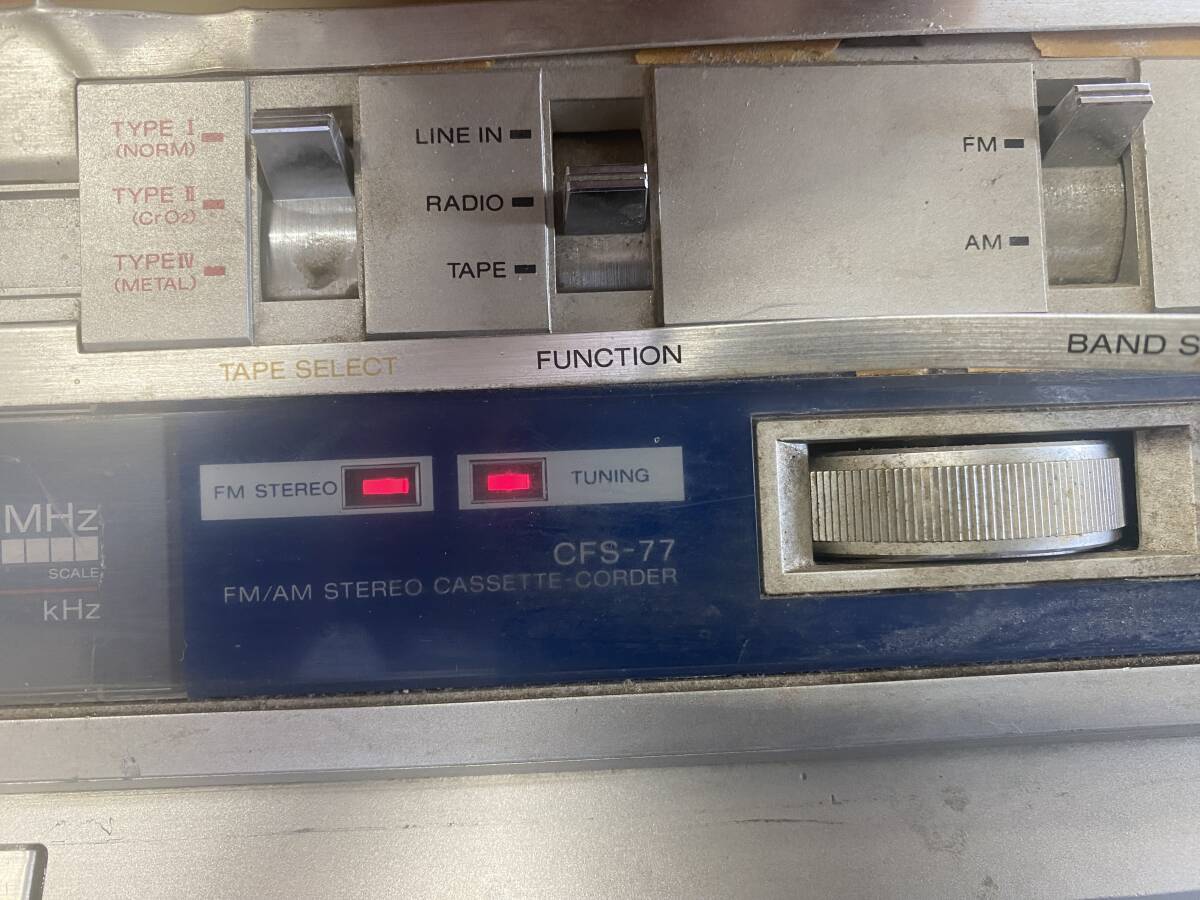 TYPE I
(NORM)
TYPE II
(CrO2)
TYPE IV
(METAL)
LINE IN
RADIO
TAPE
FM
AM
TAPE SELECT
FUNCTION
BAND S
FM STEREO
TUNING
MHz
SCALE
kHz
CFS-77
FM/AM STEREO CASSETTE-CORDER